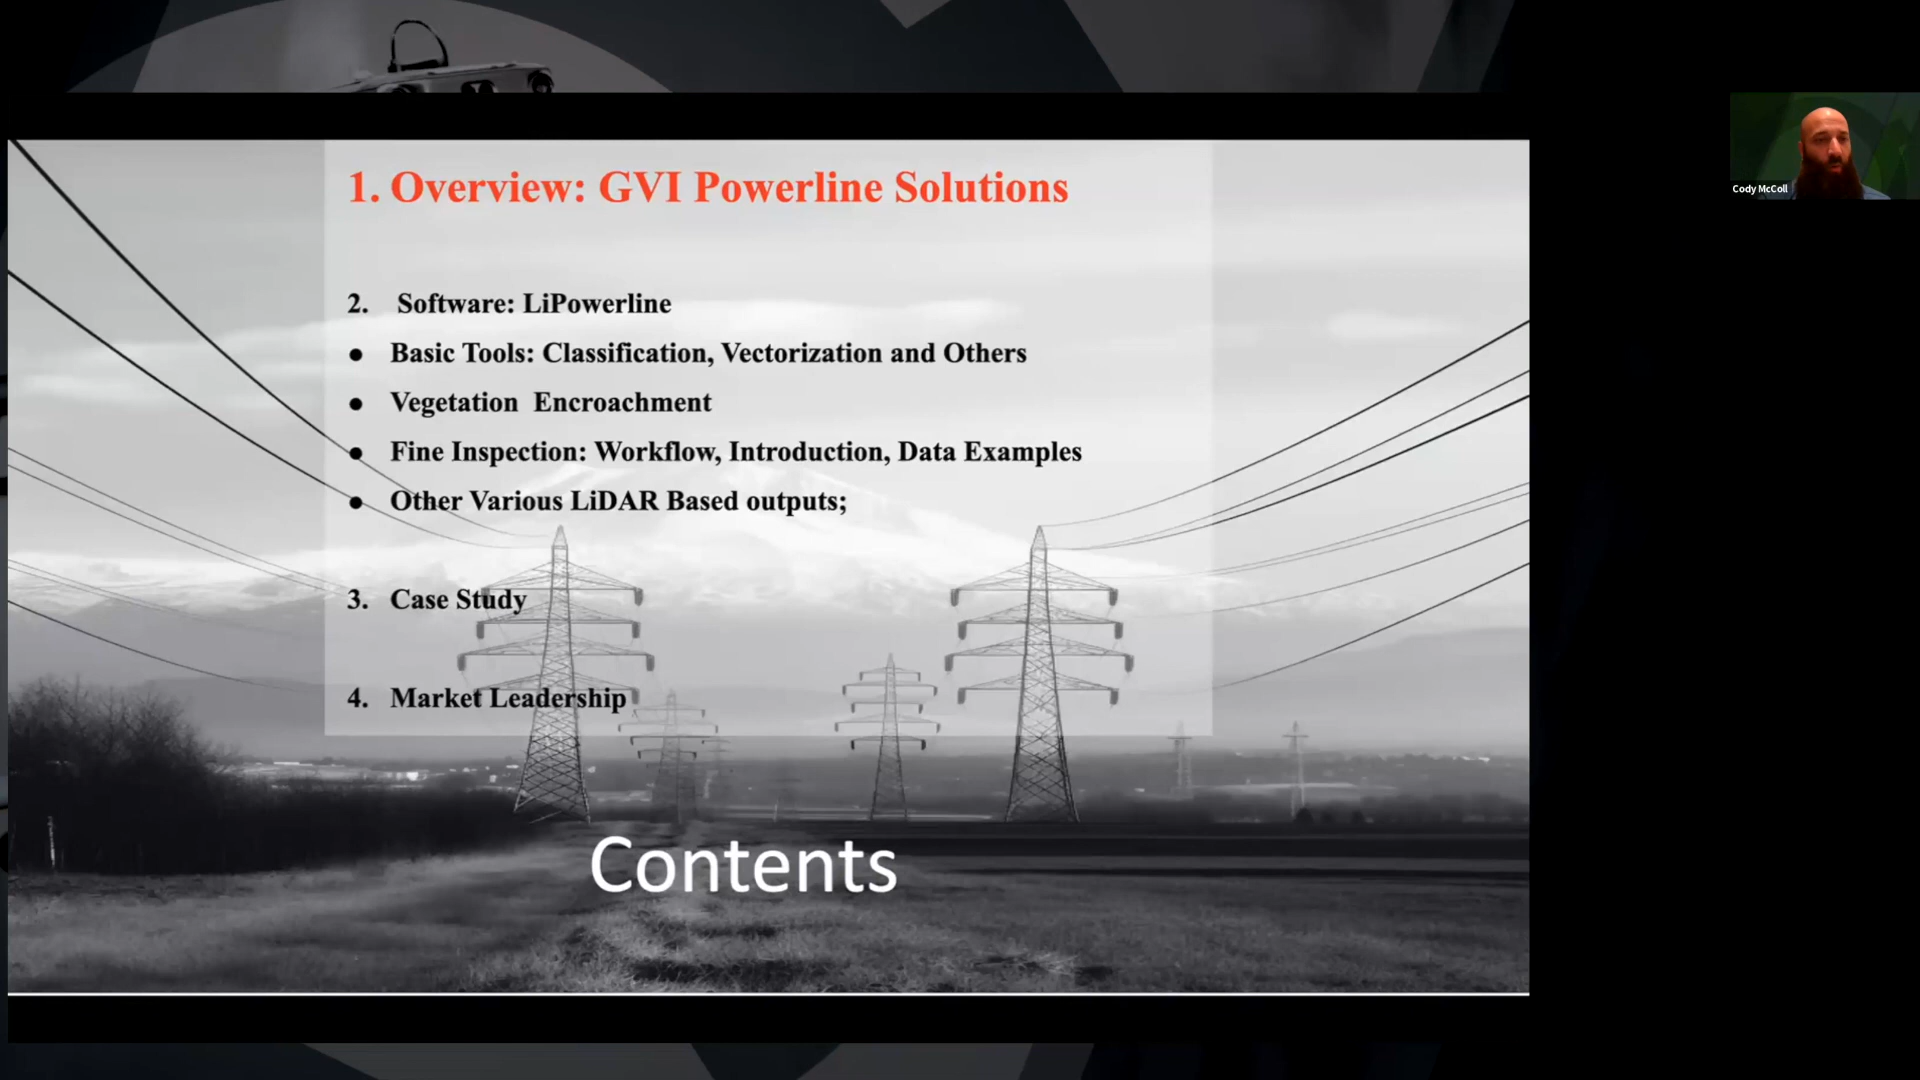 1. Overview: GVI Powerline Solutions
2. Software: LiPowerline
● Basic Tools: Classification, Vectorization and Others
● Vegetation Encroachment
● Fine Inspection: Workflow, Introduction, Data Examples
● Other Various LiDAR Based outputs;
3. Case Study
4. Market Leadership
Contents
Cody McColl